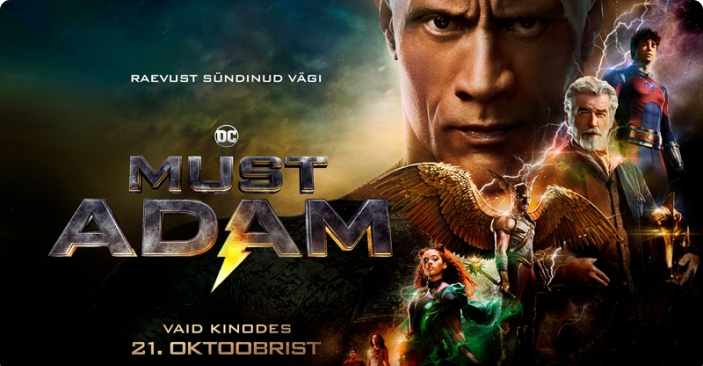 RAEVUST SÜNDINUD VÄGI
DC
MUST
ADAM
VAID KINODES
21. OKTOOBRIST